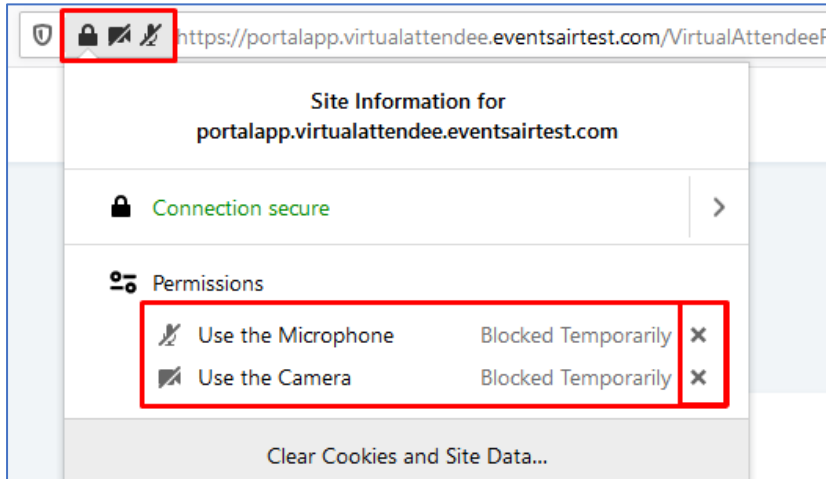 https://portalapp.virtualattendee.eventsairtest.com/VirtualAttendee
Site Information for
portalapp.virtualattendee.eventsairtest.com
Connection secure
Permissions
Use the Microphone Blocked Temporarily
Use the Camera Blocked Temporarily
Clear Cookies and Site Data...